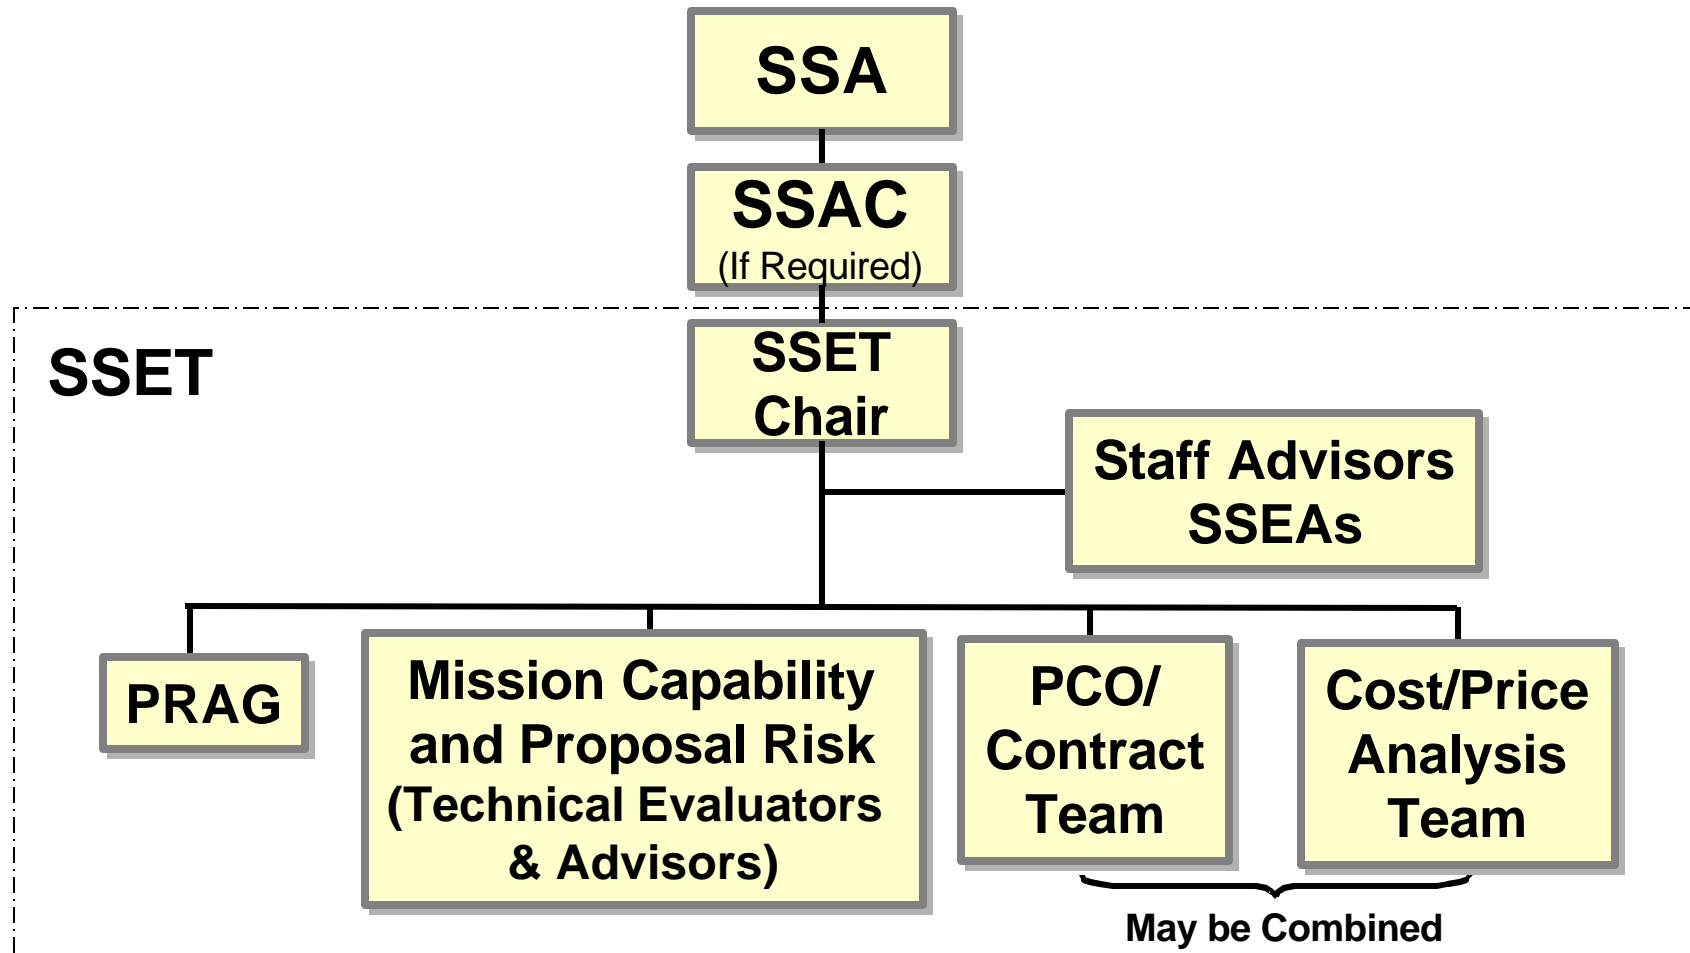 SSA
SSAC
(If Required)
SSET
SSET
Chair
Staff Advisors
SSEAs
PRAG
Mission Capability
and Proposal Risk
(Technical Evaluators
& Advisors)
PCO/
Contract
Team
Cost/Price
Analysis
Team
May be Combined